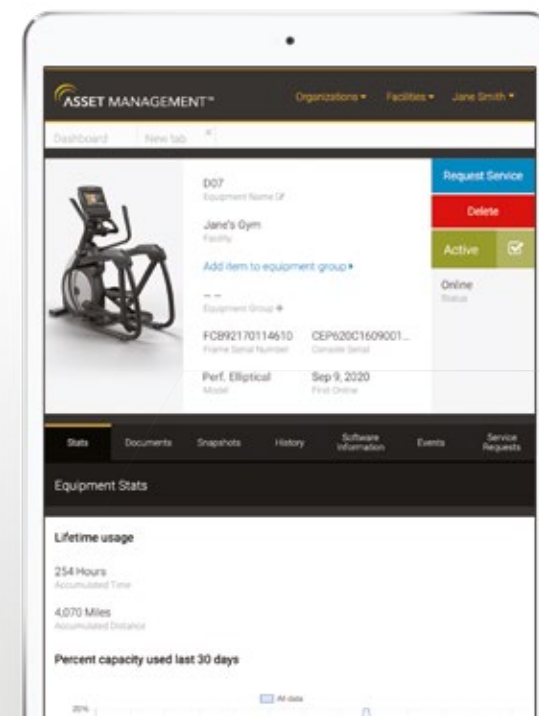 ASSET MANAGEMENT™
Organizations Facilities Jane Smith
Dashboard New tab ×
D07
Equipment Name
Request Service
Jane's Gym
Facility
Delete
Add item to equipment group
Active
-- --
Equipment Group
Online
Status
FCB92170114610 CEP620C1609001...
Frame Serial Number Console Serial
Perf. Elliptical Sep 9, 2020
Model First Online
Stats Documents Snapshots History Software Information Events Service Requests
Equipment Stats
Lifetime usage
254 Hours
Accumulated Time
4,070 Miles
Accumulated Distance
Percent capacity used last 30 days
All data
20%